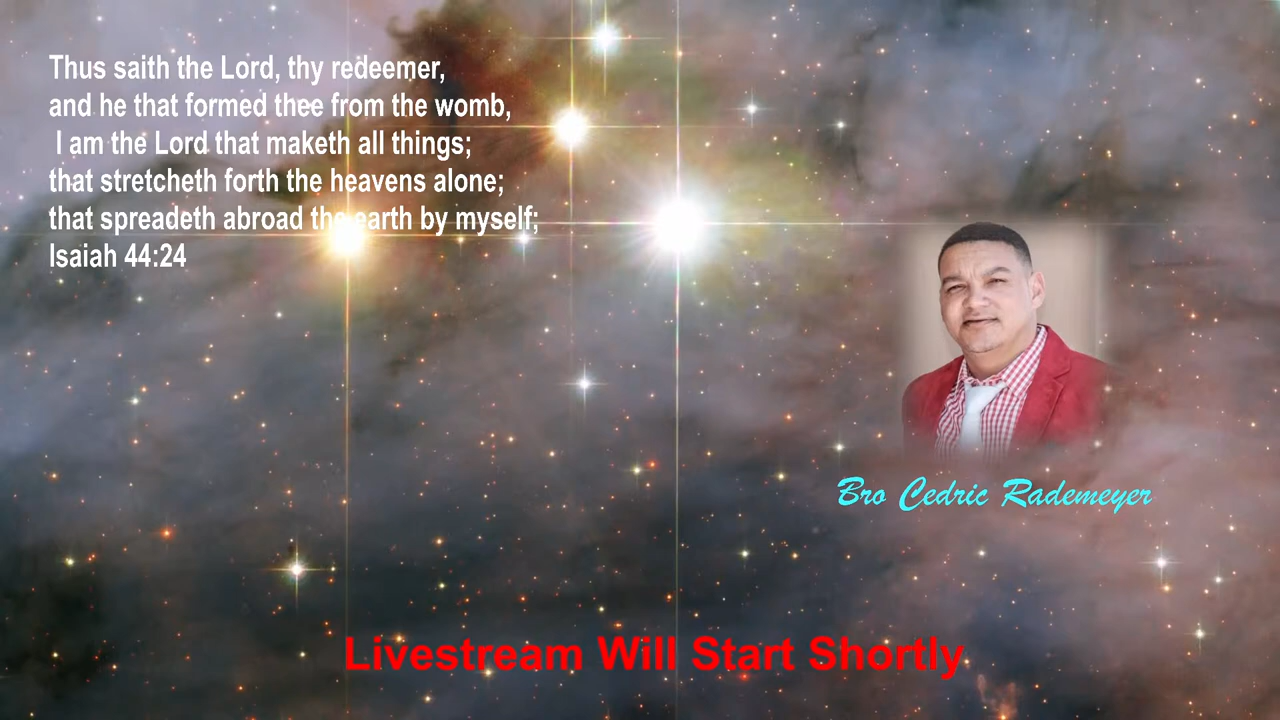 Thus saith the Lord, thy redeemer,
and he that formed thee from the womb,
I am the Lord that maketh all things;
that stretcheth forth the heavens alone;
that spreadeth abroad the earth by myself;
Isaiah 44:24
Bro Cedric Rademeyer
Livestream Will Start Shortly